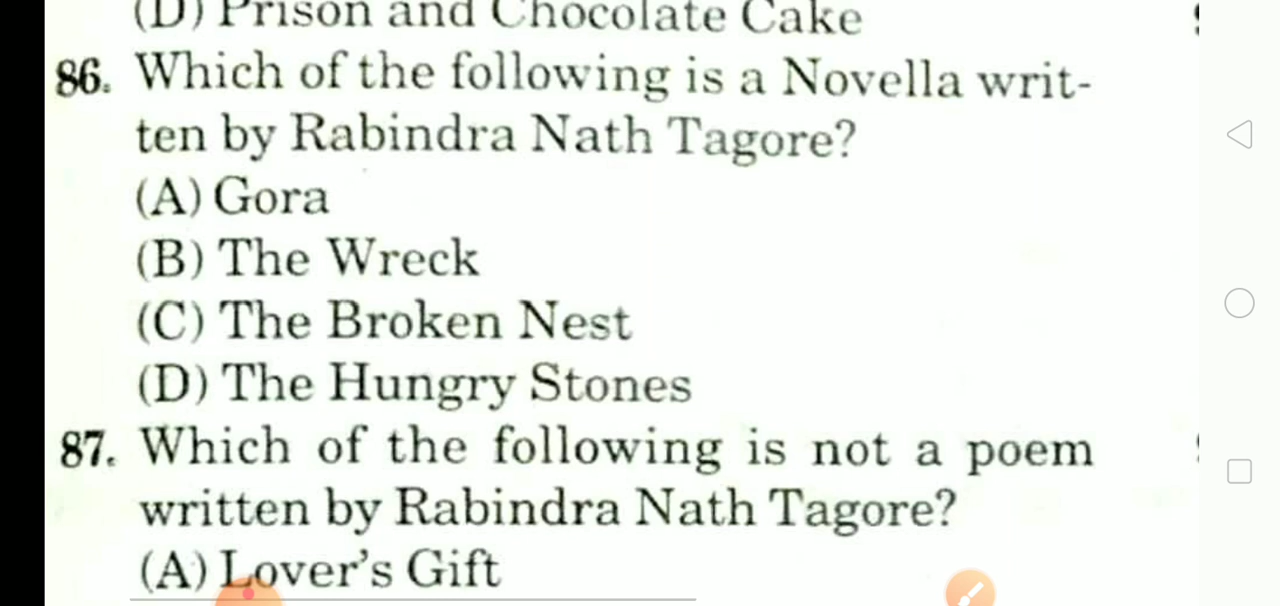 (D) Prison and Chocolate Cake
86. Which of the following is a Novella writ-
ten by Rabindra Nath Tagore?
(A) Gora
(B) The Wreck
(C) The Broken Nest
(D) The Hungry Stones
87. Which of the following is not a poem
written by Rabindra Nath Tagore?
(A) Lover's Gift